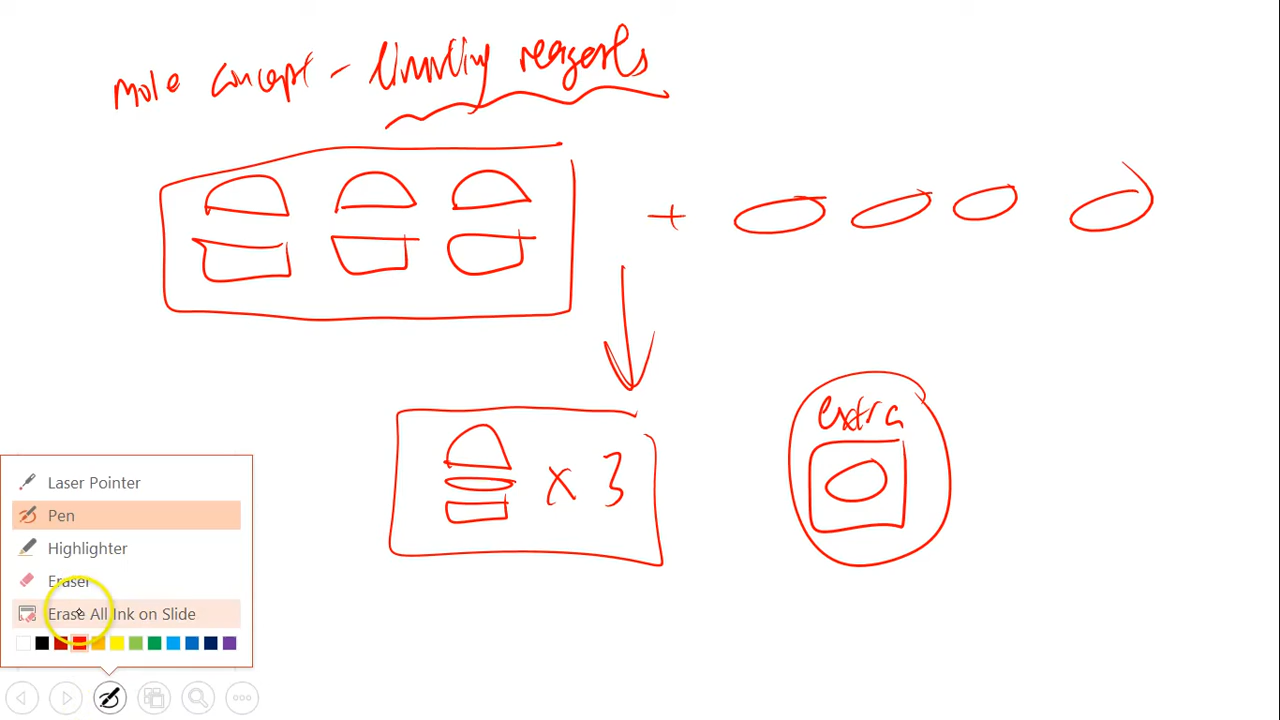 mole concept - limiting reagents
+
extra
x 3
Laser Pointer
Pen
Highlighter
Eraser
Erase All Ink on Slide